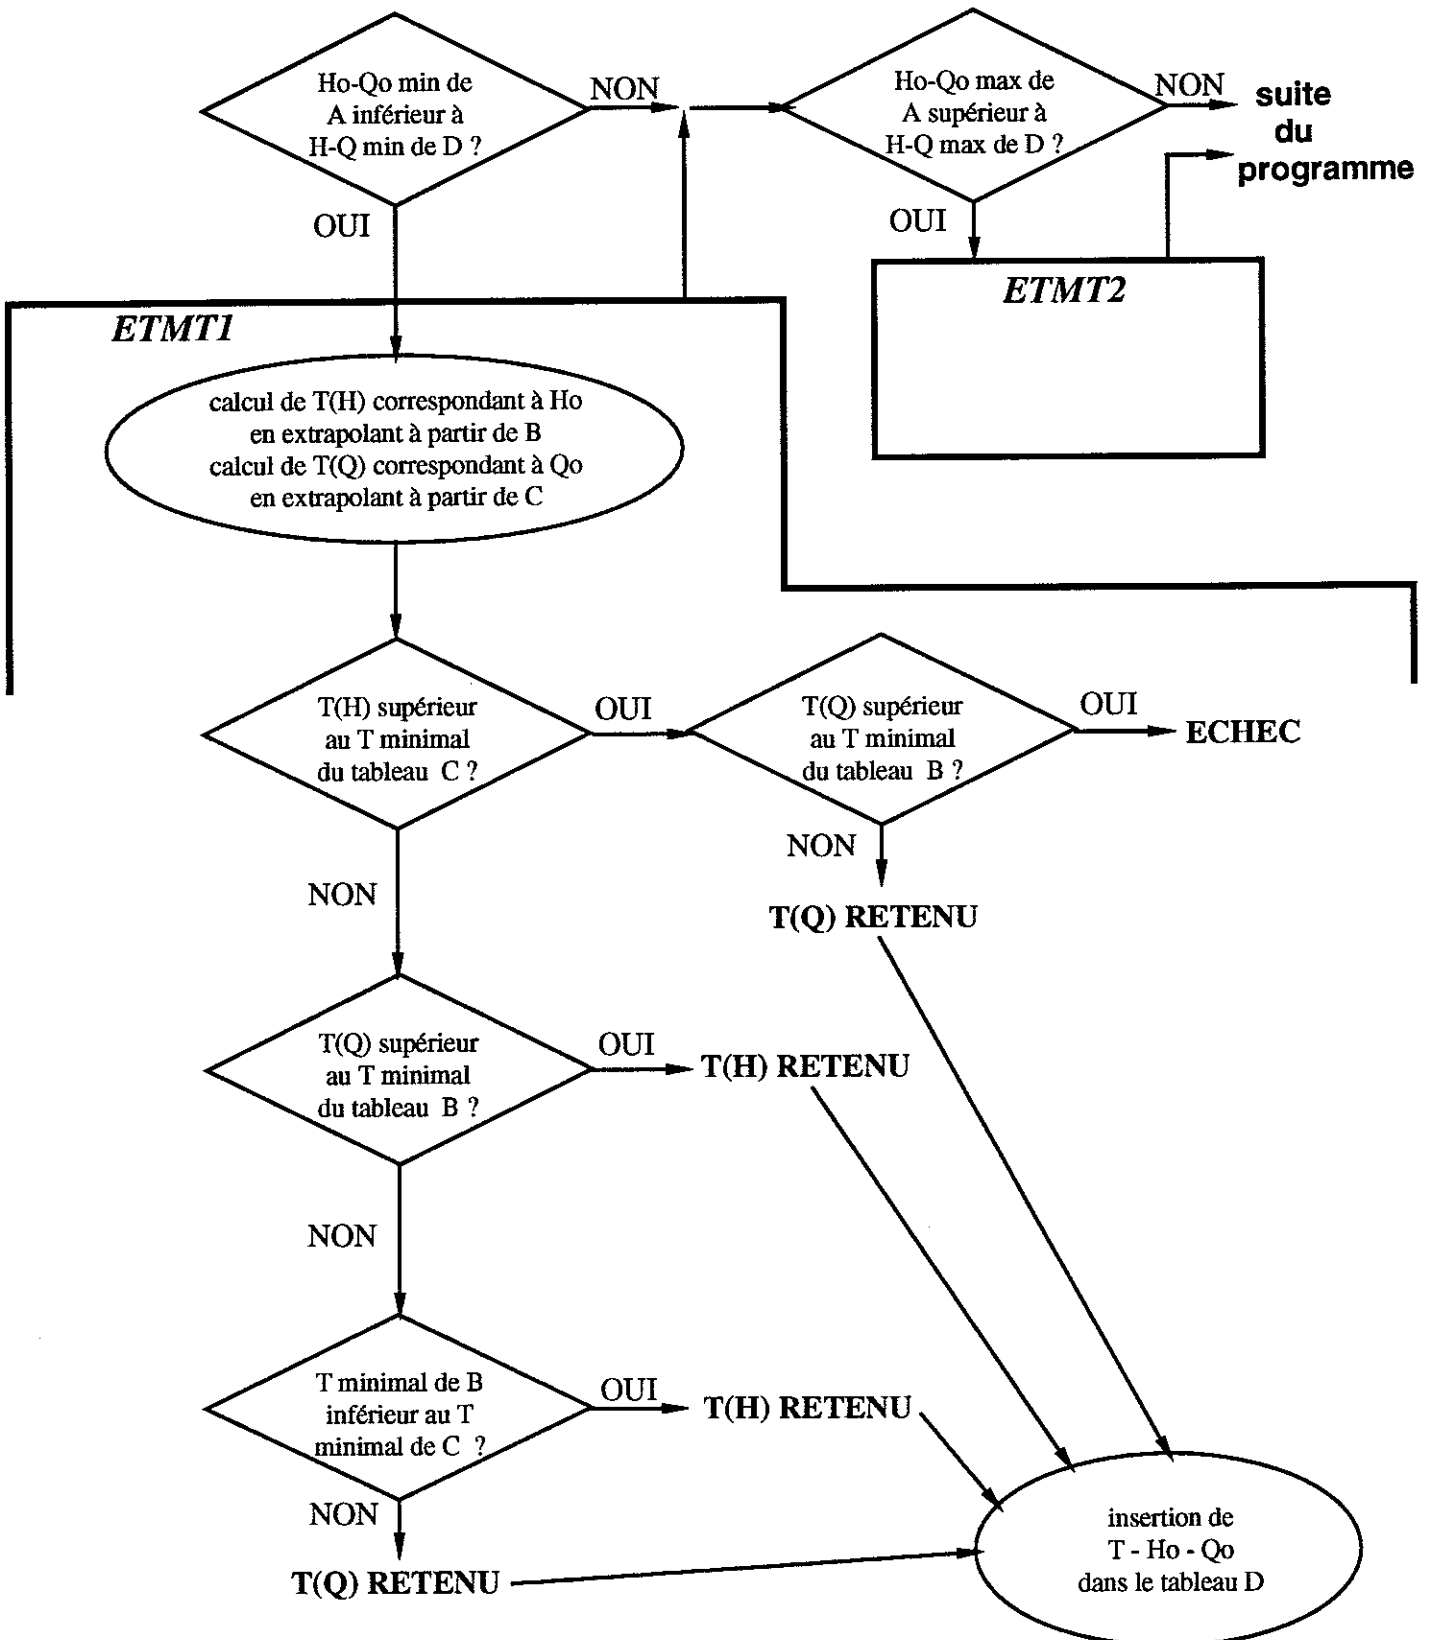 Ho-Qo min de
A inférieur à
H-Q min de D ?
NON
OUI
Ho-Qo max de
A supérieur à
H-Q max de D ?
NON
OUI
suite
du
programme
ETMT2
ETMT1
calcul de T(H) correspondant à Ho
en extrapolant à partir de B
calcul de T(Q) correspondant à Qo
en extrapolant à partir de C
T(H) supérieur
au T minimal
du tableau C ?
OUI
NON
T(Q) supérieur
au T minimal
du tableau B ?
OUI
ECHEC
NON
T(Q) RETENU
T(Q) supérieur
au T minimal
du tableau B ?
OUI
T(H) RETENU
NON
T minimal de B
inférieur au T
minimal de C ?
OUI
T(H) RETENU
NON
T(Q) RETENU
insertion de
T - Ho - Qo
dans le tableau D